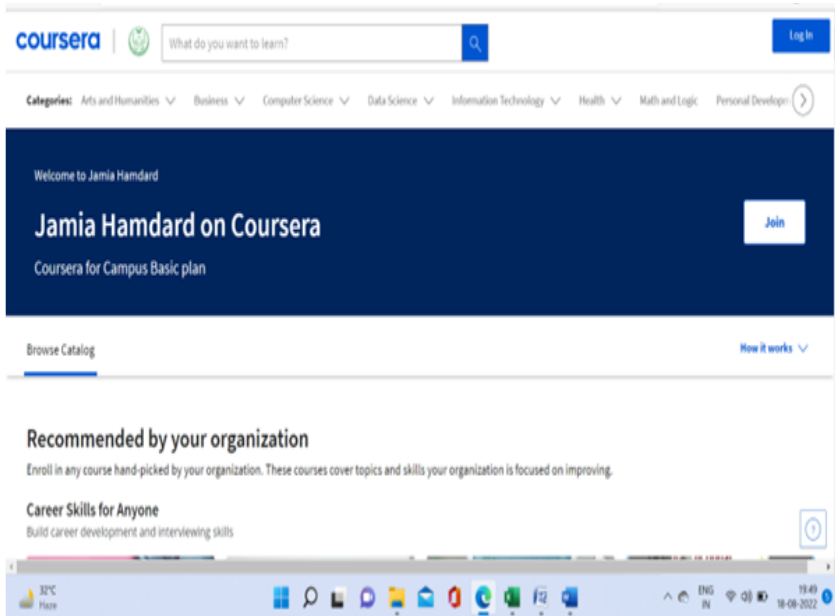 coursera
What do you want to learn?
Log In
Categories: Arts and Humanities Business Computer Science Data Science Information Technology Health Math and Logic Personal Develop
Welcome to Jamia Hamdard
Jamia Hamdard on Coursera
Join
Coursera for Campus Basic plan
Browse Catalog
How it works
Recommended by your organization
Enroll in any course hand-picked by your organization. These courses cover topics and skills your organization is focused on improving.
Career Skills for Anyone
Build career development and interviewing skills
32°C
Haze
ENG
IN
19:49
18-08-2022